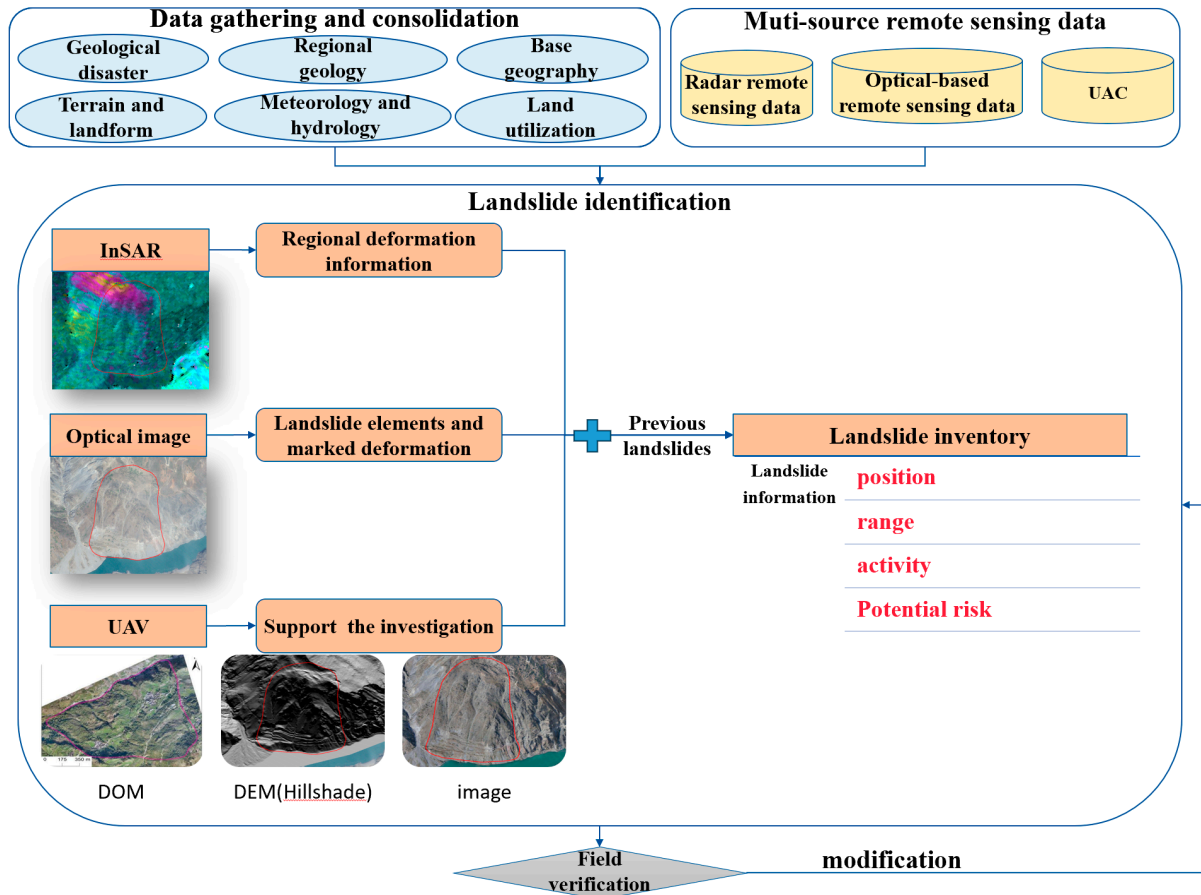 Data gathering and consolidation
Geological
disaster
Regional
geology
Base
geography
Terrain and
landform
Meteorology and
hydrology
Land
utilization
Muti-source remote sensing data
Radar remote
sensing data
Optical-based
remote sensing data
UAC
Landslide identification
InSAR
Regional deformation
information
Optical image
Landslide elements and
marked deformation
Previous
landslides
Landslide inventory
Landslide
information
position
range
activity
Potential risk
UAV
Support the investigation
0 175 350 m
DOM
DEM(Hillshade)
image
Field
verification
modification